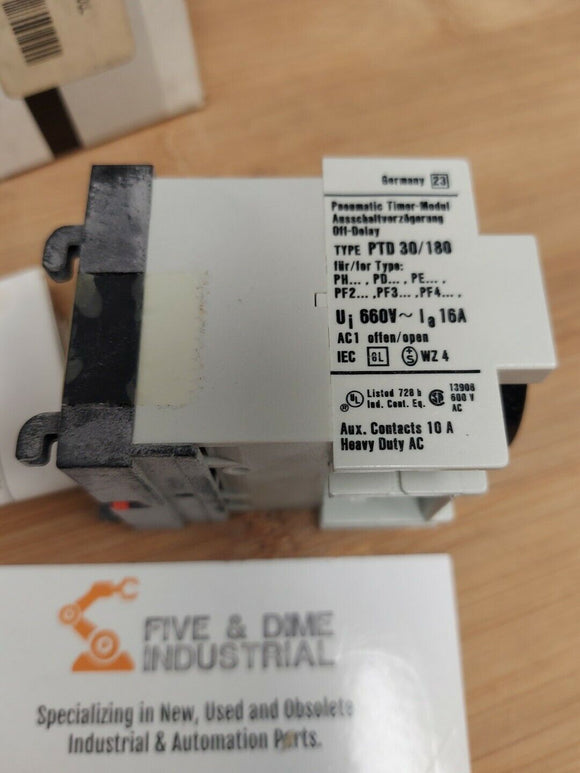 Germany 23
Pneumatic Timer-Modul
Ausschaltverzögerung
Off-Delay
TYPE PTD 30/180
für/for Type:
PH... , PD... , PE... ,
PF2... ,PF3... ,PF4... ,
Ui 660V~ Ia 16A
AC1 offen/open
IEC GL S WZ 4
UL ® Listed 728 b
Ind. Cont. Eq.
SA 13906
600 V
AC
Aux. Contacts 10 A
Heavy Duty AC
FIVE & DIME
INDUSTRIAL
Specializing in New, Used and Obsolete
Industrial & Automation Parts.